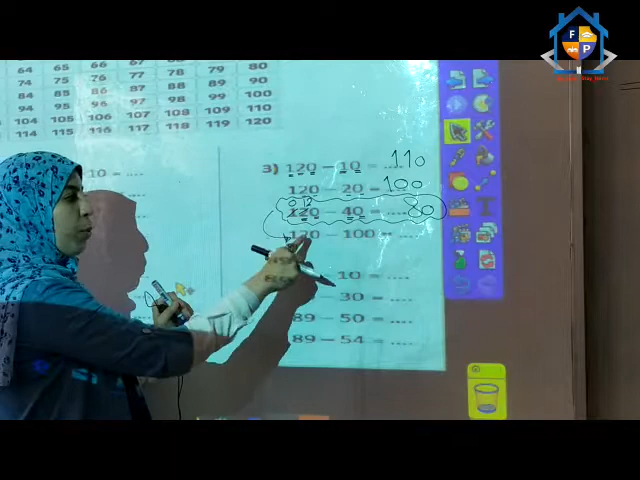 F P
64 65 66 67 68 80
74 75 76 77 78 79 90
84 85 86 87 88 89 100
94 95 96 97 98 99 110
104 105 106 107 108 109 120
114 115 116 117 118 119
10 = ....
3) 120 – 10 = .... 110
120 – 20 = .... 100
0 12
120 – 40 = .... 80
120 – 100 = ....
10 = ....
– 30 = ....
89 – 50 = ....
89 – 54 = ....